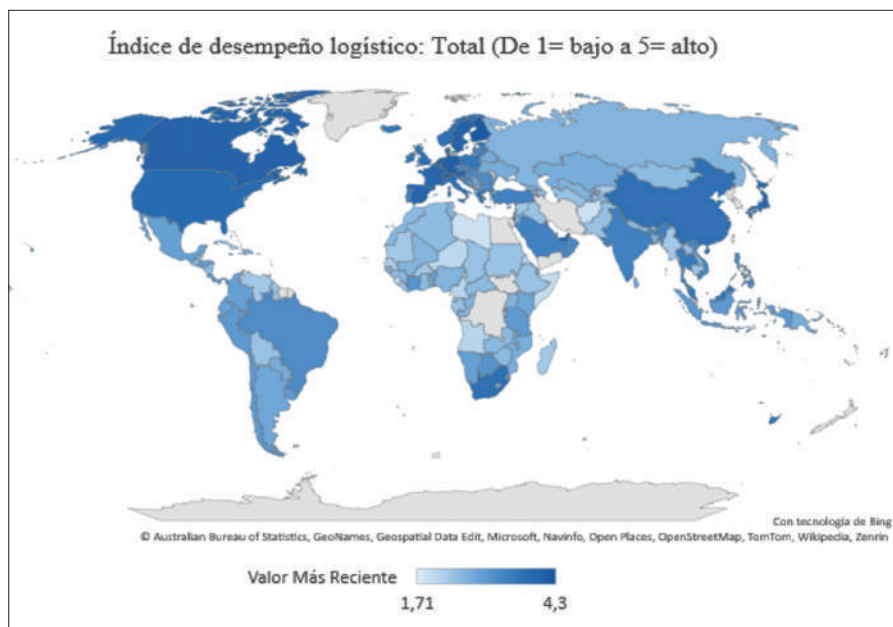 Índice de desempeño logístico: Total (De 1= bajo a 5= alto)
Con tecnología de Bing
© Australian Bureau of Statistics, GeoNames, Geospatial Data Edit, Microsoft, Navinfo, Open Places, OpenStreetMap, TomTom, Wikipedia, Zenrin
Valor Más Reciente
1,71 4,3